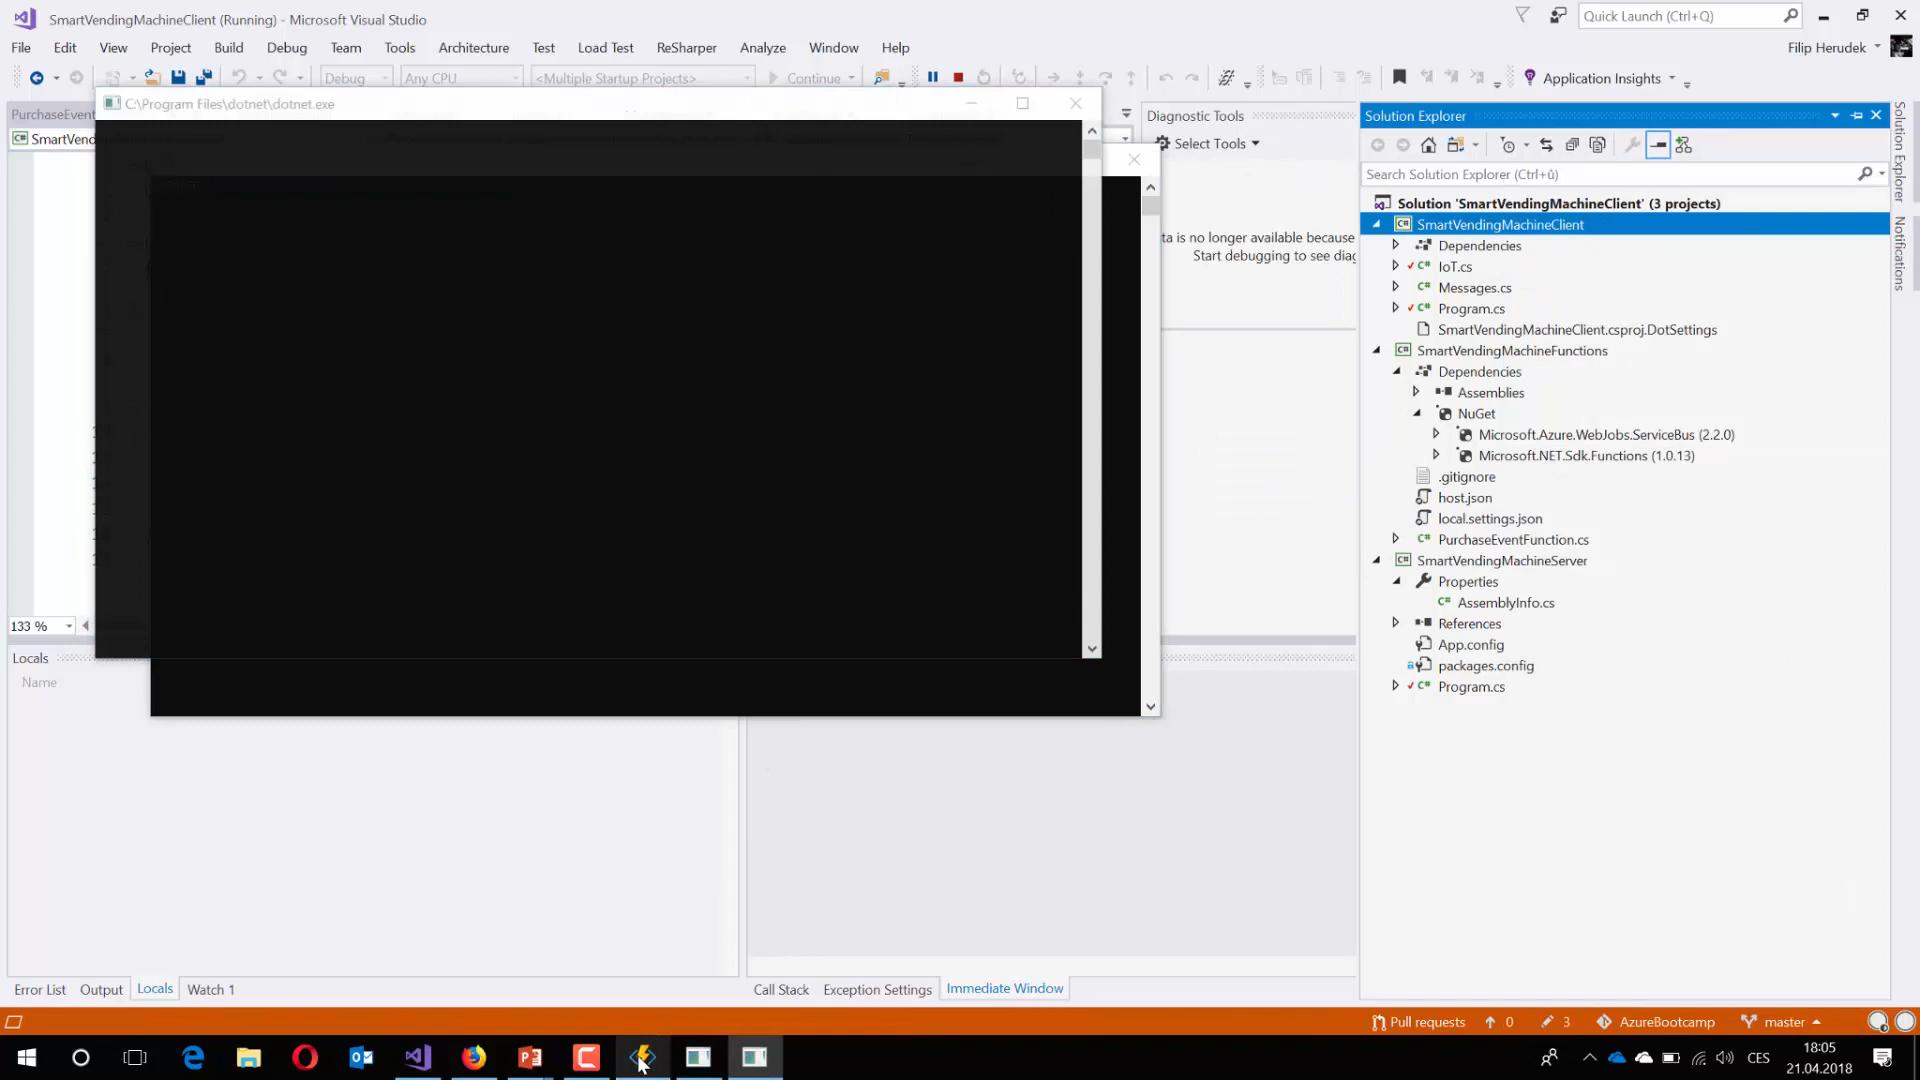 SmartVendingMachineClient (Running) - Microsoft Visual Studio
Quick Launch (Ctrl+Q)
File Edit View Project Build Debug Team Tools Architecture Test Load Test ReSharper Analyze Window Help
Filip Herudek
Debug Any CPU <Multiple Startup Projects> Continue Application Insights
PurchaseEvent
C:\Program Files\dotnet\dotnet.exe
SmartVend
Diagnostic Tools
Select Tools
ta is no longer available because
Start debugging to see diag
133 %
Solution Explorer
Search Solution Explorer (Ctrl+ů)
Solution 'SmartVendingMachineClient' (3 projects)
SmartVendingMachineClient
Dependencies
IoT.cs
Messages.cs
Program.cs
SmartVendingMachineClient.csproj.DotSettings
SmartVendingMachineFunctions
Dependencies
Assemblies
NuGet
Microsoft.Azure.WebJobs.ServiceBus (2.2.0)
Microsoft.NET.Sdk.Functions (1.0.13)
.gitignore
host.json
local.settings.json
PurchaseEventFunction.cs
SmartVendingMachineServer
Properties
AssemblyInfo.cs
References
App.config
packages.config
Program.cs
Solution Explorer
Notifications
Locals
Name
Error List Output Locals Watch 1
Call Stack Exception Settings Immediate Window
Pull requests 0 3 AzureBootcamp master
CES
18:05
21.04.2018